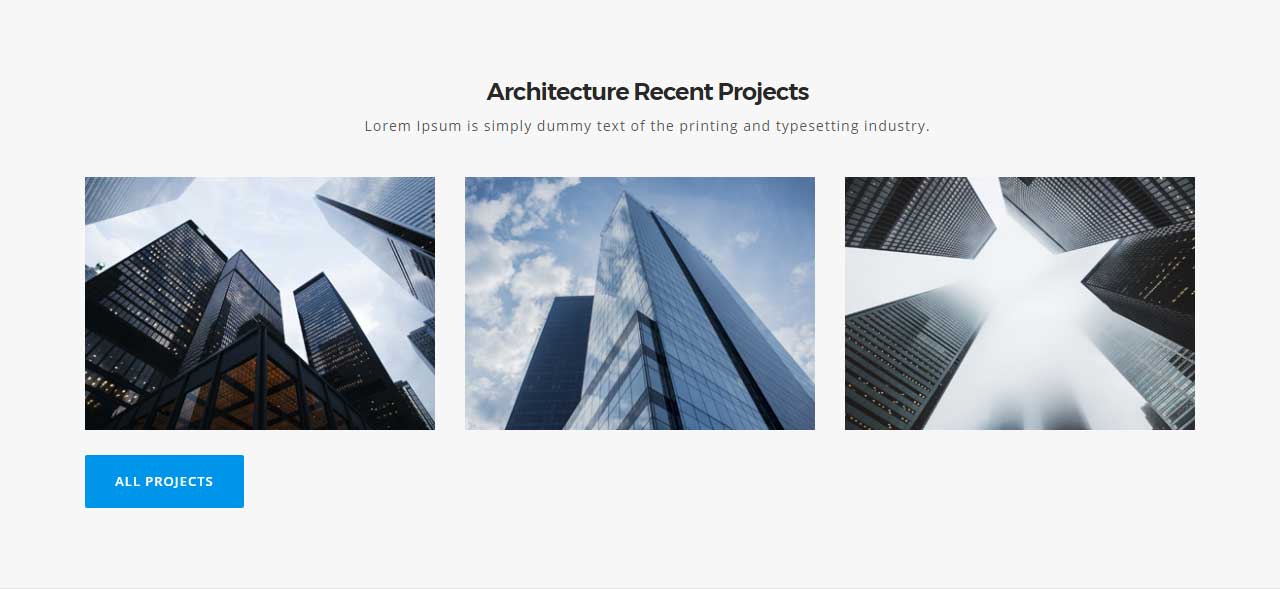 Architecture Recent Projects
Lorem Ipsum is simply dummy text of the printing and typesetting industry.
ALL PROJECTS